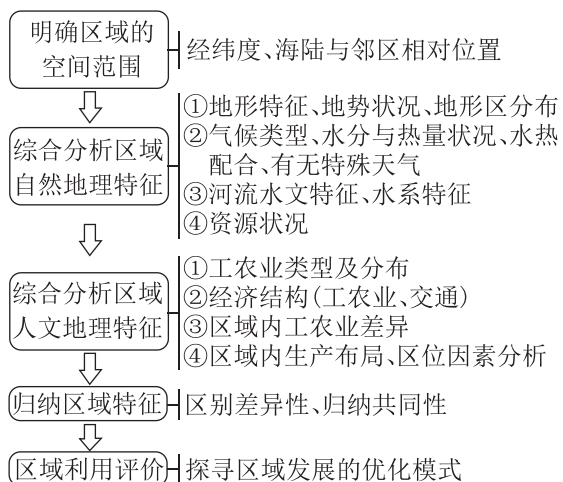 明确区域的
空间范围
经纬度、海陆与邻区相对位置
综合分析区域
自然地理特征
①地形特征、地势状况、地形区分布
②气候类型、水分与热量状况、水热
配合、有无特殊天气
③河流水文特征、水系特征
④资源状况
综合分析区域
人文地理特征
①工农业类型及分布
②经济结构(工农业、交通)
③区域内工农业差异
④区域内生产布局、区位因素分析
归纳区域特征
区别差异性、归纳共同性
区域利用评价
探寻区域发展的优化模式